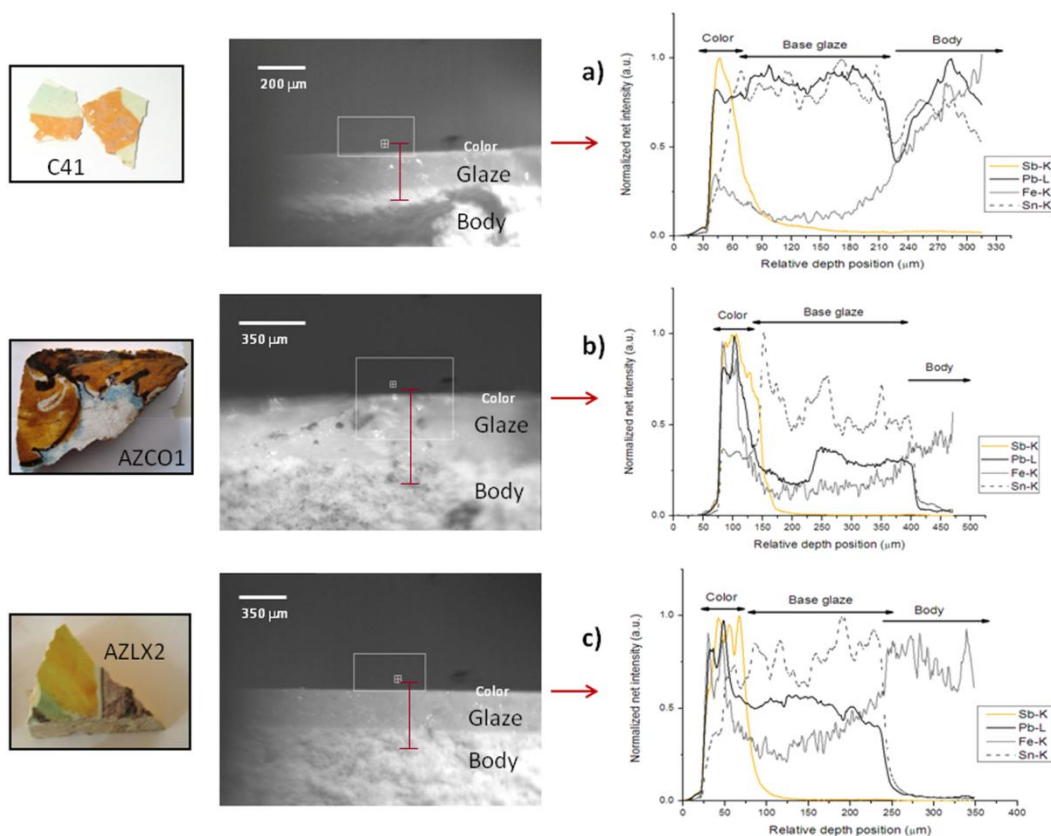 C41
200 μm
Color
Glaze
Body
a)
Color
Base glaze
Body
Normalized net intensity (a.u.)
1.0
0.5
0.0
Sb-K
Pb-L
Fe-K
Sn-K
0 30 60 90 120 150 180 210 240 270 300 330
Relative depth position (μm)
AZCO1
350 μm
Color
Glaze
Body
b)
Color
Base glaze
Body
Normalized net intensity (a.u.)
1.0
0.5
0.0
Sb-K
Pb-L
Fe-K
Sn-K
0 50 100 150 200 250 300 350 400 450 500
Relative depth position (μm)
AZLX2
350 μm
Color
Glaze
Body
c)
Color
Base glaze
Body
Normalized net intensity (a.u.)
1.0
0.5
0.0
Sb-K
Pb-L
Fe-K
Sn-K
0 50 100 150 200 250 300 350 400
Relative depth position (μm)